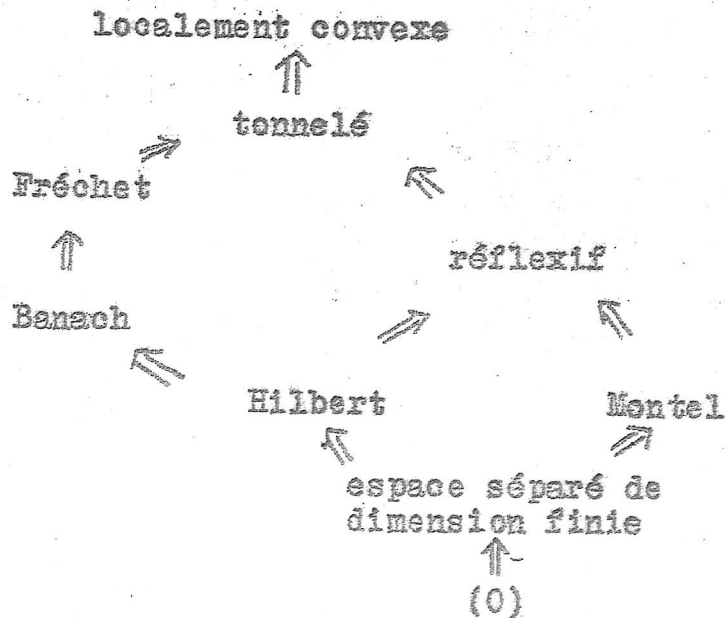 localement convexe
tonnelé
Fréchet
réflexif
Banach
Hilbert
Montel
espace séparé de
dimension finie
(0)